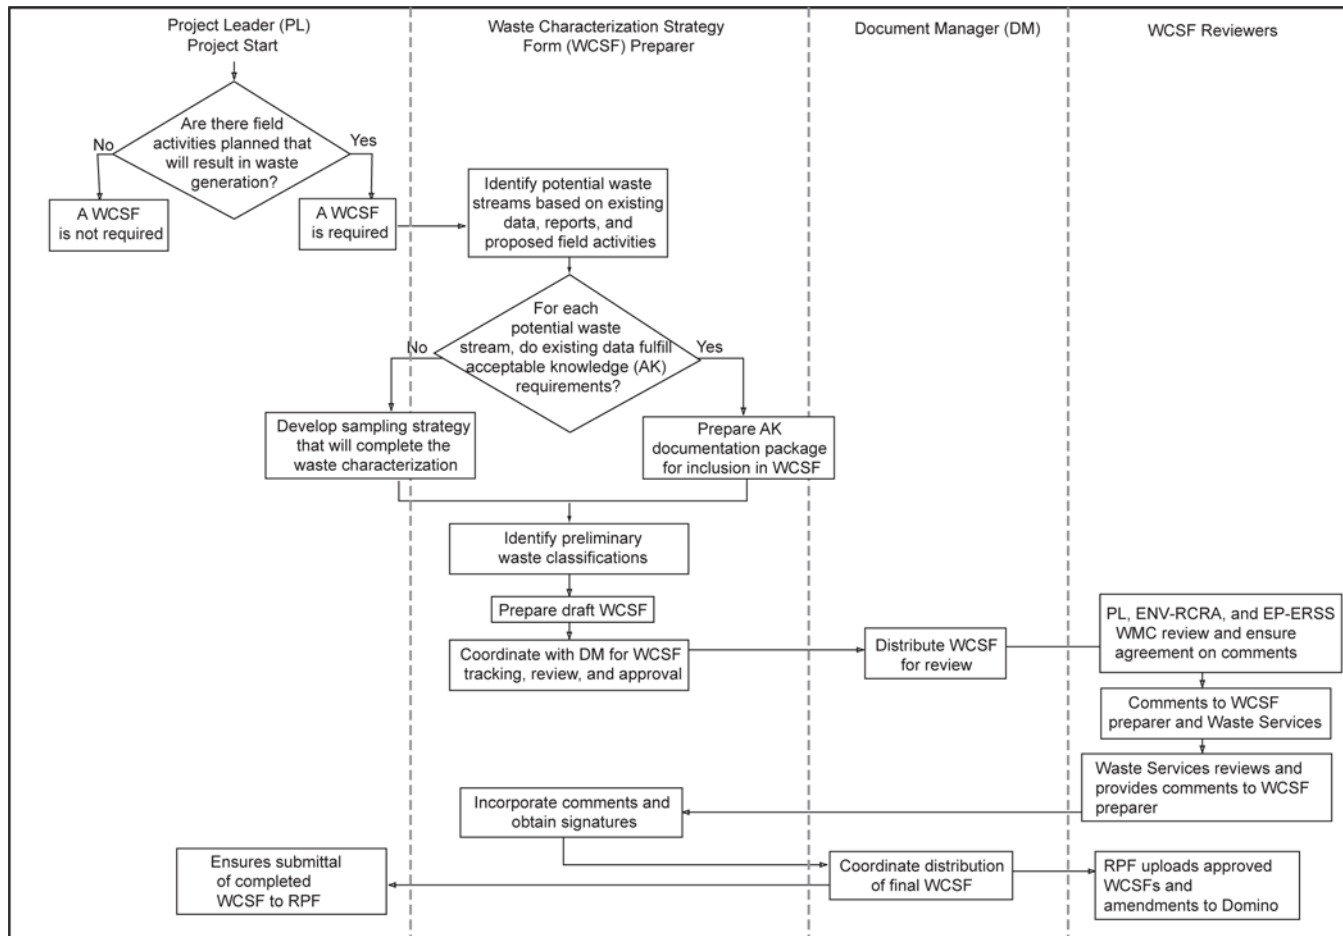 Project Leader (PL)
Project Start
Waste Characterization Strategy
Form (WCSF) Preparer
Document Manager (DM)
WCSF Reviewers
Are there field
activities planned that
will result in waste
generation?
No
Yes
A WCSF
is not required
A WCSF
is required
Identify potential waste
streams based on existing
data, reports, and
proposed field activities
For each
potential waste
stream, do existing data fulfill
acceptable knowledge (AK)
requirements?
No
Yes
Develop sampling strategy
that will complete the
waste characterization
Prepare AK
documentation package
for inclusion in WCSF
Identify preliminary
waste classifications
Prepare draft WCSF
Coordinate with DM for WCSF
tracking, review, and approval
Distribute WCSF
for review
PL, ENV-RCRA, and EP-ERSS
WMC review and ensure
agreement on comments
Comments to WCSF
preparer and Waste Services
Waste Services reviews and
provides comments to WCSF
preparer
Incorporate comments and
obtain signatures
Ensures submittal
of completed
WCSF to RPF
Coordinate distribution
of final WCSF
RPF uploads approved
WCSFs and
amendments to Domino